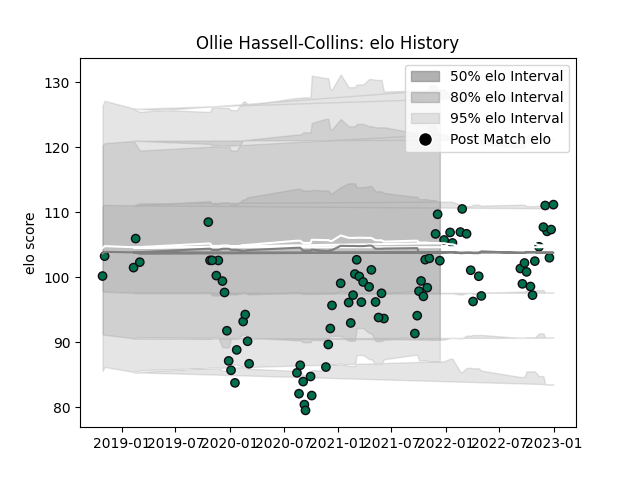 Ollie Hassell-Collins: elo History
50% elo Interval
80% elo Interval
95% elo Interval
Post Match elo
elo score
130
120
110
100
90
80
2019-01 2019-07 2020-01 2020-07 2021-01 2021-07 2022-01 2022-07 2023-01